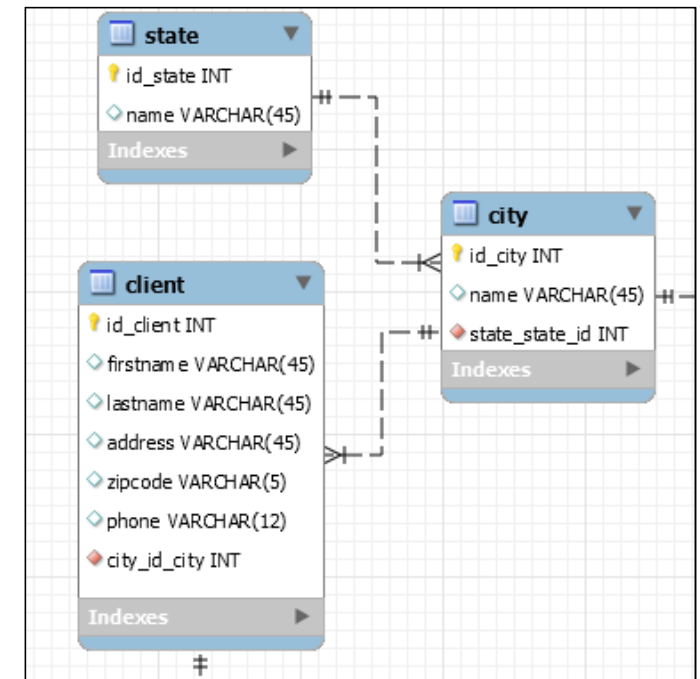 state
id_state INT
name VARCHAR(45)
Indexes
city
id_city INT
name VARCHAR(45)
state_state_id INT
Indexes
client
id_client INT
firstname VARCHAR(45)
lastname VARCHAR(45)
address VARCHAR(45)
zipcode VARCHAR(5)
phone VARCHAR(12)
city_id_city INT
Indexes